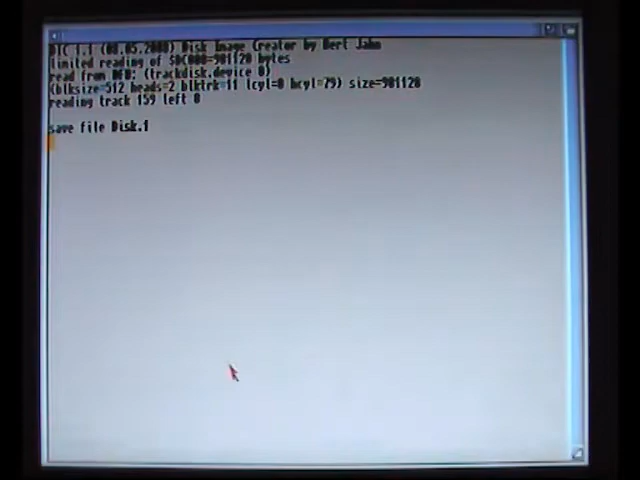 DIC 1.1 (08.05.2000) Disk Image Creator by Bert Jahn
limited reading of $DC000=901120 bytes
read from DF0: (trackdisk.device 0)
(blksize=512 heads=2 blktrk=11 lcyl=0 hcyl=79) size=901120
reading track 159 left 0
save file Disk.1